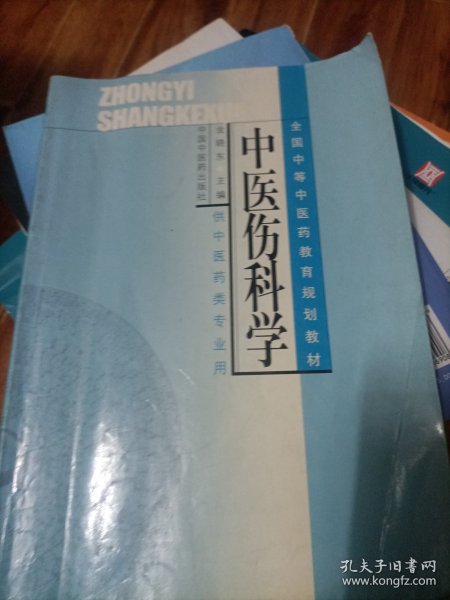 ZHONGYI
SHANGKEXUE
全国中等中医药教育规划教材
中医伤科学
主编
中国中医药出版社
供中医药类专业用
孔夫子旧书网
www.kongfz.com